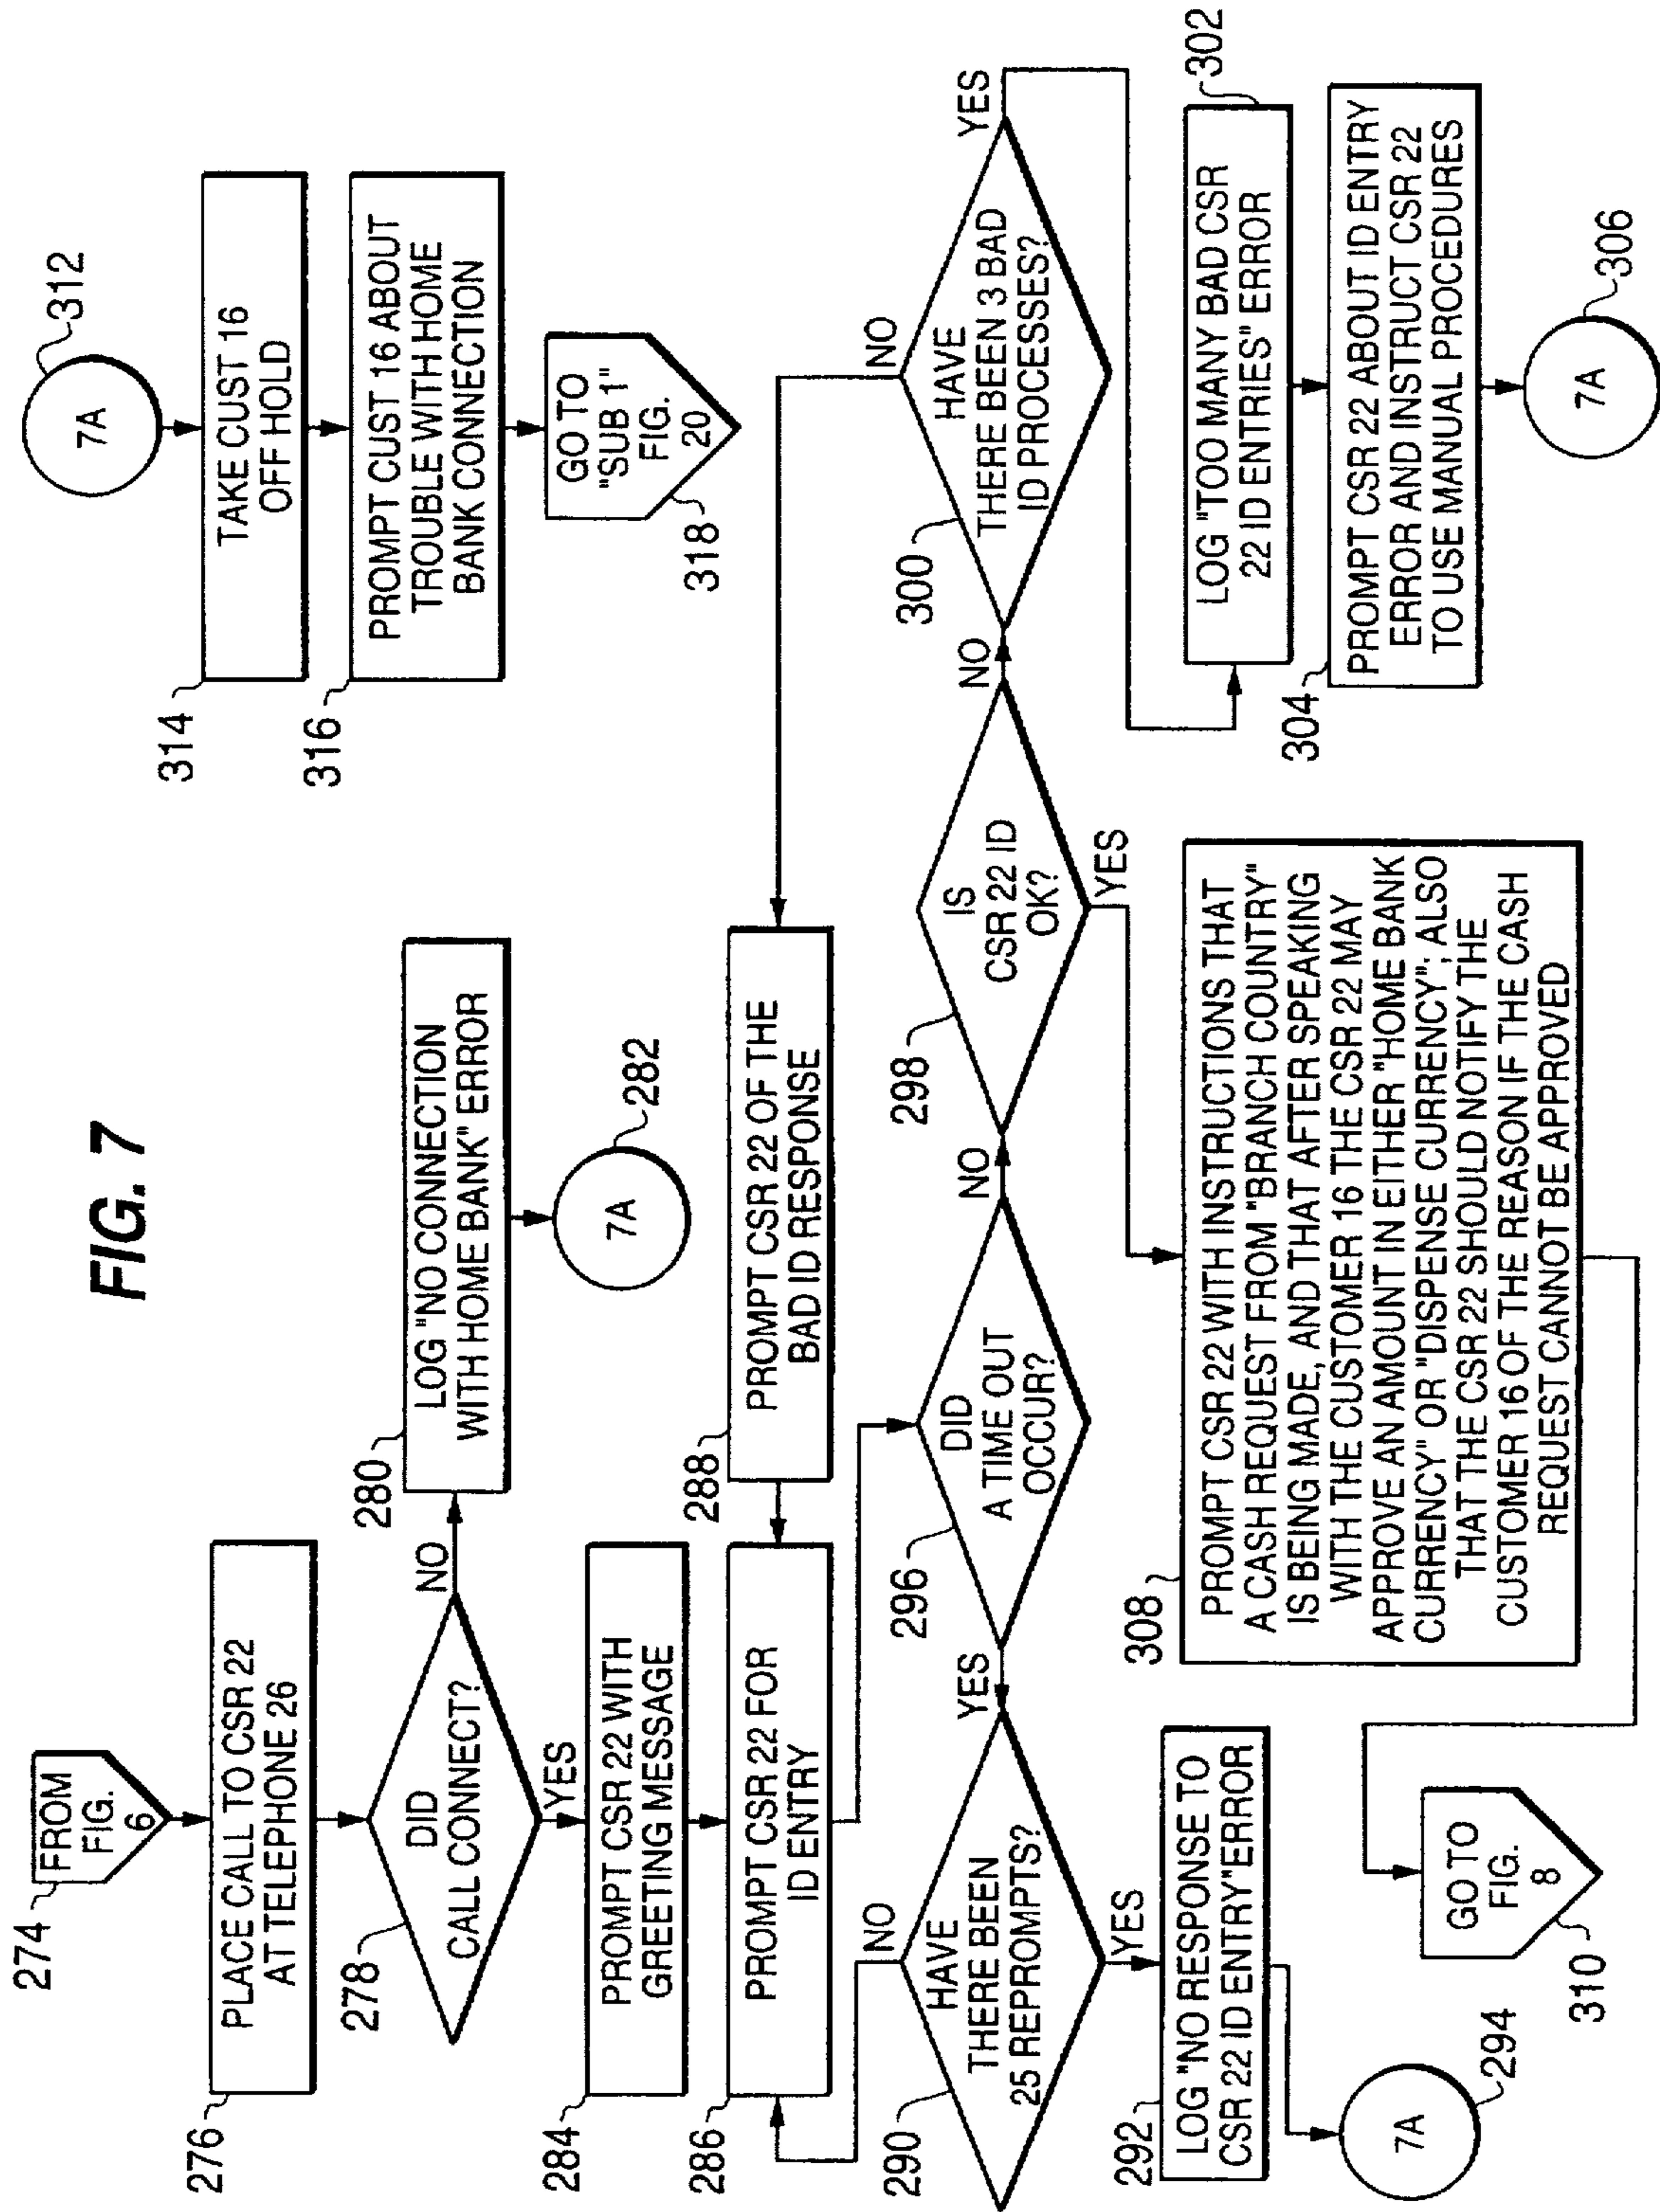 FIG. 7
274
FROM
FIG.
6
276
PLACE CALL TO CSR 22
AT TELEPHONE 26
278
DID
CALL CONNECT?
NO
YES
280
LOG "NO CONNECTION
WITH HOME BANK" ERROR
7A
282
284
PROMPT CSR 22 WITH
GREETING MESSAGE
286
PROMPT CSR 22 FOR
ID ENTRY
288
PROMPT CSR 22 OF THE
BAD ID RESPONSE
290
HAVE
THERE BEEN
25 REPROMPTS?
NO
YES
292
LOG "NO RESPONSE TO
CSR 22 ID ENTRY"ERROR
7A
294
296
DID
A TIME OUT
OCCUR?
YES
NO
298
IS
CSR 22 ID
OK?
NO
YES
300
HAVE
THERE BEEN 3 BAD
ID PROCESSES?
NO
YES
302
LOG "TOO MANY BAD CSR
22 ID ENTRIES" ERROR
304
PROMPT CSR 22 ABOUT ID ENTRY
ERROR AND INSTRUCT CSR 22
TO USE MANUAL PROCEDURES
7A
306
308
PROMPT CSR 22 WITH INSTRUCTIONS THAT
A CASH REQUEST FROM "BRANCH COUNTRY"
IS BEING MADE, AND THAT AFTER SPEAKING
WITH THE CUSTOMER 16 THE CSR 22 MAY
APPROVE AN AMOUNT IN EITHER "HOME BANK
CURRENCY" OR "DISPENSE CURRENCY"; ALSO
THAT THE CSR 22 SHOULD NOTIFY THE
CUSTOMER 16 OF THE REASON IF THE CASH
REQUEST CANNOT BE APPROVED
GO TO
FIG.
8
310
7A
312
314
TAKE CUST 16
OFF HOLD
316
PROMPT CUST 16 ABOUT
TROUBLE WITH HOME
BANK CONNECTION
GO TO
"SUB 1"
FIG.
20
318